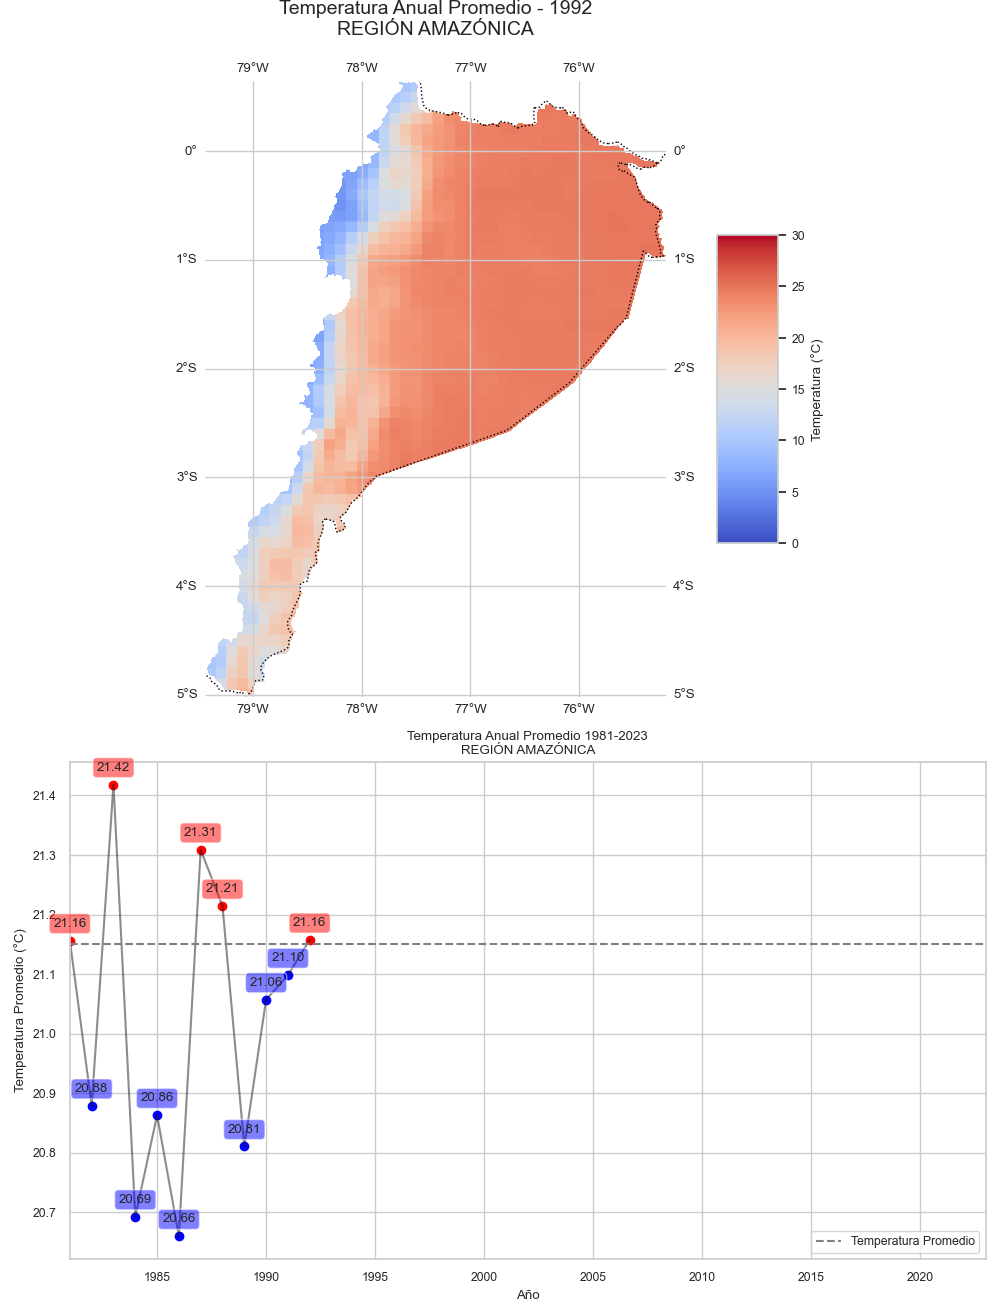 Temperatura Anual Promedio - 1992
REGIÓN AMAZÓNICA
79°W 78°W 77°W 76°W
0° 0°
1°S 1°S
2°S 2°S
3°S 3°S
4°S 4°S
5°S 5°S
79°W 78°W 77°W 76°W
30
25
20
15
10
5
0
Temperatura (°C)
Temperatura Anual Promedio 1981-2023
REGIÓN AMAZÓNICA
21.4
21.3
21.2
21.1
21.0
20.9
20.8
20.7
Temperatura Promedio (°C)
21.16
20.88
21.42
20.69
20.86
20.66
21.31
21.21
20.81
21.06
21.10
21.16
Temperatura Promedio
1985 1990 1995 2000 2005 2010 2015 2020
Año